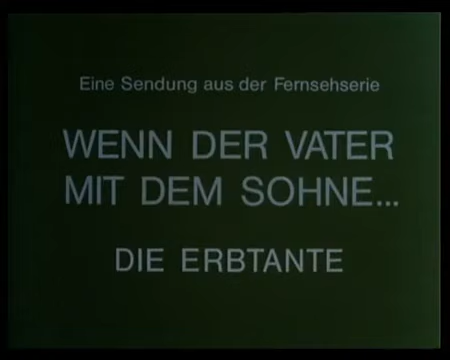 Eine Sendung aus der Fernsehserie
WENN DER VATER
MIT DEM SOHNE...
DIE ERBTANTE